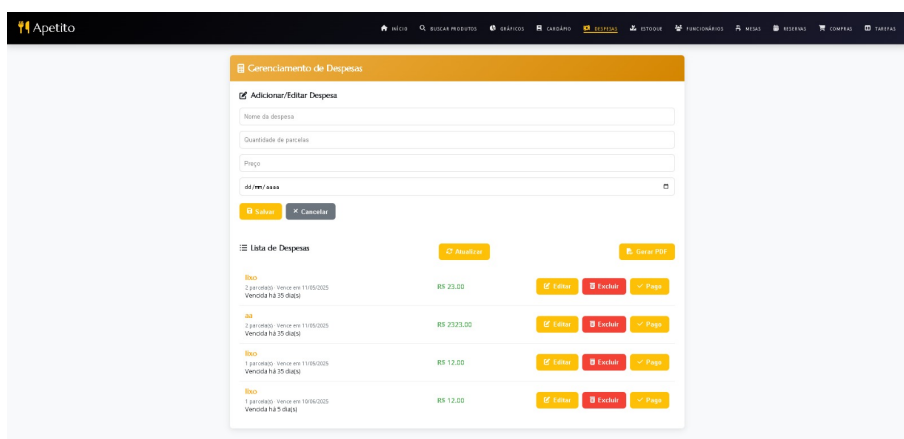 Apetito
INÍCIO BUSCAR PRODUTOS GRÁFICOS CARDÁPIO DESPESAS ESTOQUE FUNCIONÁRIOS MESAS RESERVAS COMPRAS TAREFAS
Gerenciamento de Despesas
Adicionar/Editar Despesa
Nome da despesa
Quantidade de parcelas
Preço
dd/mm/aaaa
Salvar × Cancelar
Lista de Despesas Atualizar Gerar PDF
lixo
2 parcela(s) · Vence em 11/05/2025
Vencida há 35 dia(s)
R$ 23.00 Editar Excluir Pago
aa
2 parcela(s) · Vence em 11/05/2025
Vencida há 35 dia(s)
R$ 2323.00 Editar Excluir Pago
lixo
1 parcela(s) · Vence em 11/05/2025
Vencida há 35 dia(s)
R$ 12.00 Editar Excluir Pago
lixo
1 parcela(s) · Vence em 10/06/2025
Vencida há 5 dia(s)
R$ 12.00 Editar Excluir Pago